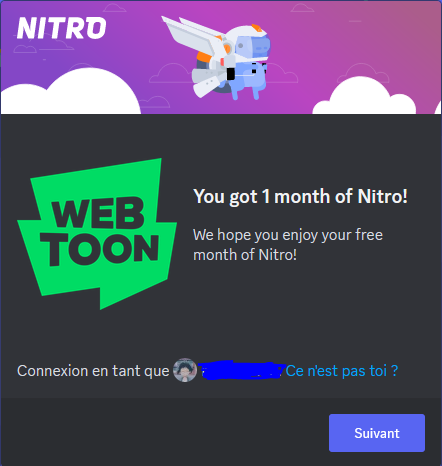 NITRO
WEB
TOON
You got 1 month of Nitro!
We hope you enjoy your free
month of Nitro!
Connexion en tant que Ce n'est pas toi ?
Suivant